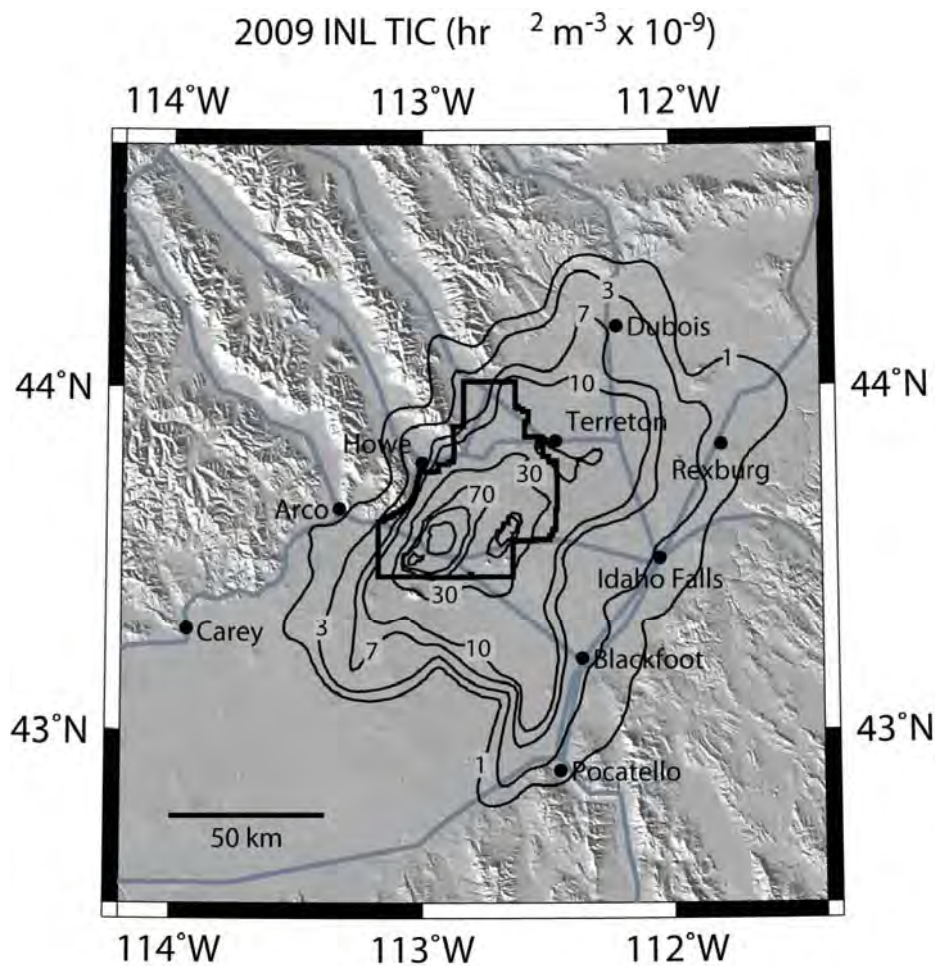 2009 INL TIC (hr 2 m-3 x 10-9)
114°W 113°W 112°W
3
7 Dubois
1
44°N 44°N
10
Terreton
Howe Rexburg
30
70
Arco
Idaho Falls
30
3 Carey
7 10 Blackfoot
43°N 43°N
1 Pocatello
50 km
114°W 113°W 112°W